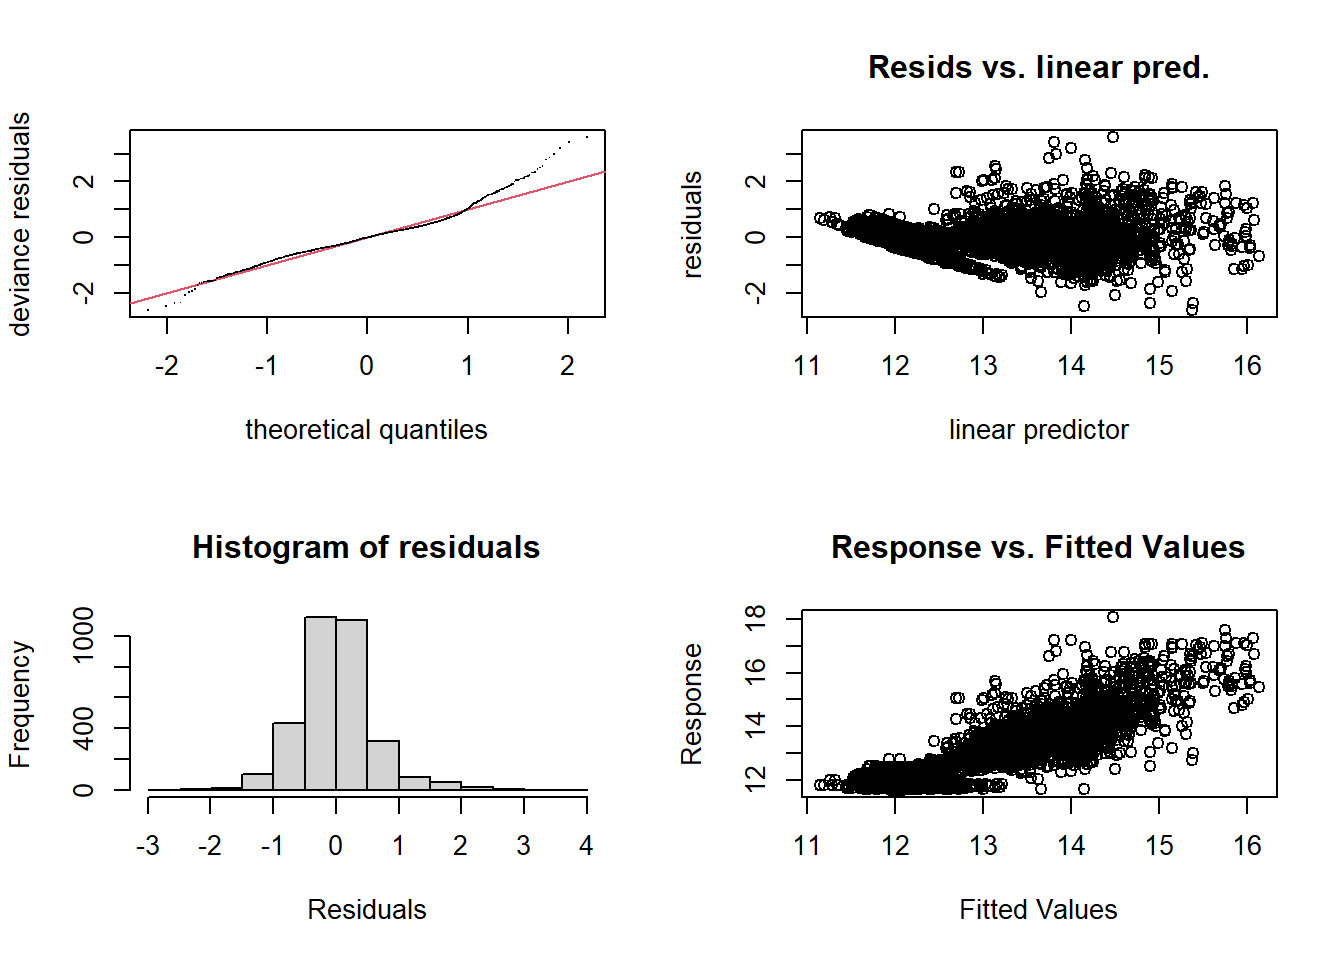 deviance residuals
2
0
-2
-2 -1 0 1 2
theoretical quantiles
Resids vs. linear pred.
residuals
2
0
-2
11 12 13 14 15 16
linear predictor
Histogram of residuals
Frequency
1000
400
0
-3 -2 -1 0 1 2 3 4
Residuals
Response vs. Fitted Values
Response
18
16
14
12
11 12 13 14 15 16
Fitted Values